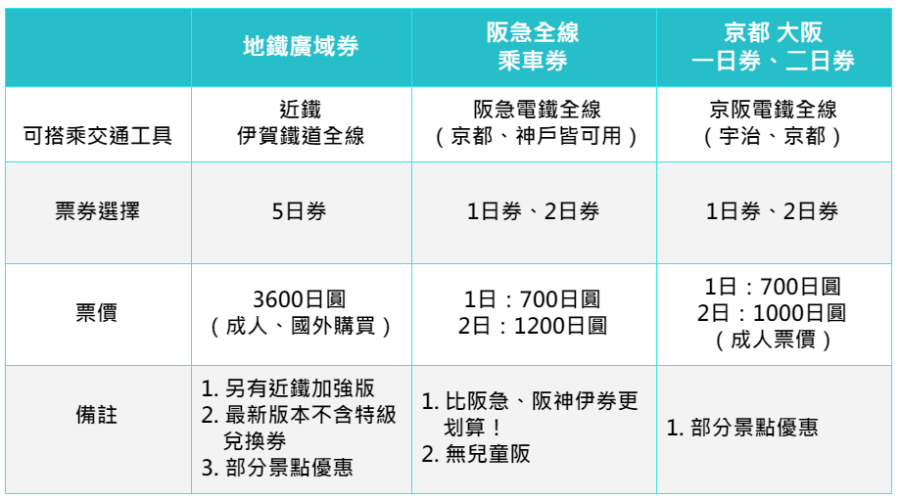 地鐵廣域券
阪急全線
乘車券
京都 大阪
一日券、二日券
可搭乘交通工具
近鐵
伊賀鐵道全線
阪急電鐵全線
(京都、神戶皆可用)
京阪電鐵全線
(宇治、京都)
票券選擇
5日券
1日券、2日券
1日券、2日券
票價
3600日圓
(成人、國外購買)
1日:700日圓
2日:1200日圓
1日:700日圓
2日:1000日圓
(成人票價)
備註
1. 另有近鐵加強版
2. 最新版本不含特級
兌換券
3. 部分景點優惠
1. 比阪急、阪神伊券更
划算!
2. 無兒童阪
1. 部分景點優惠